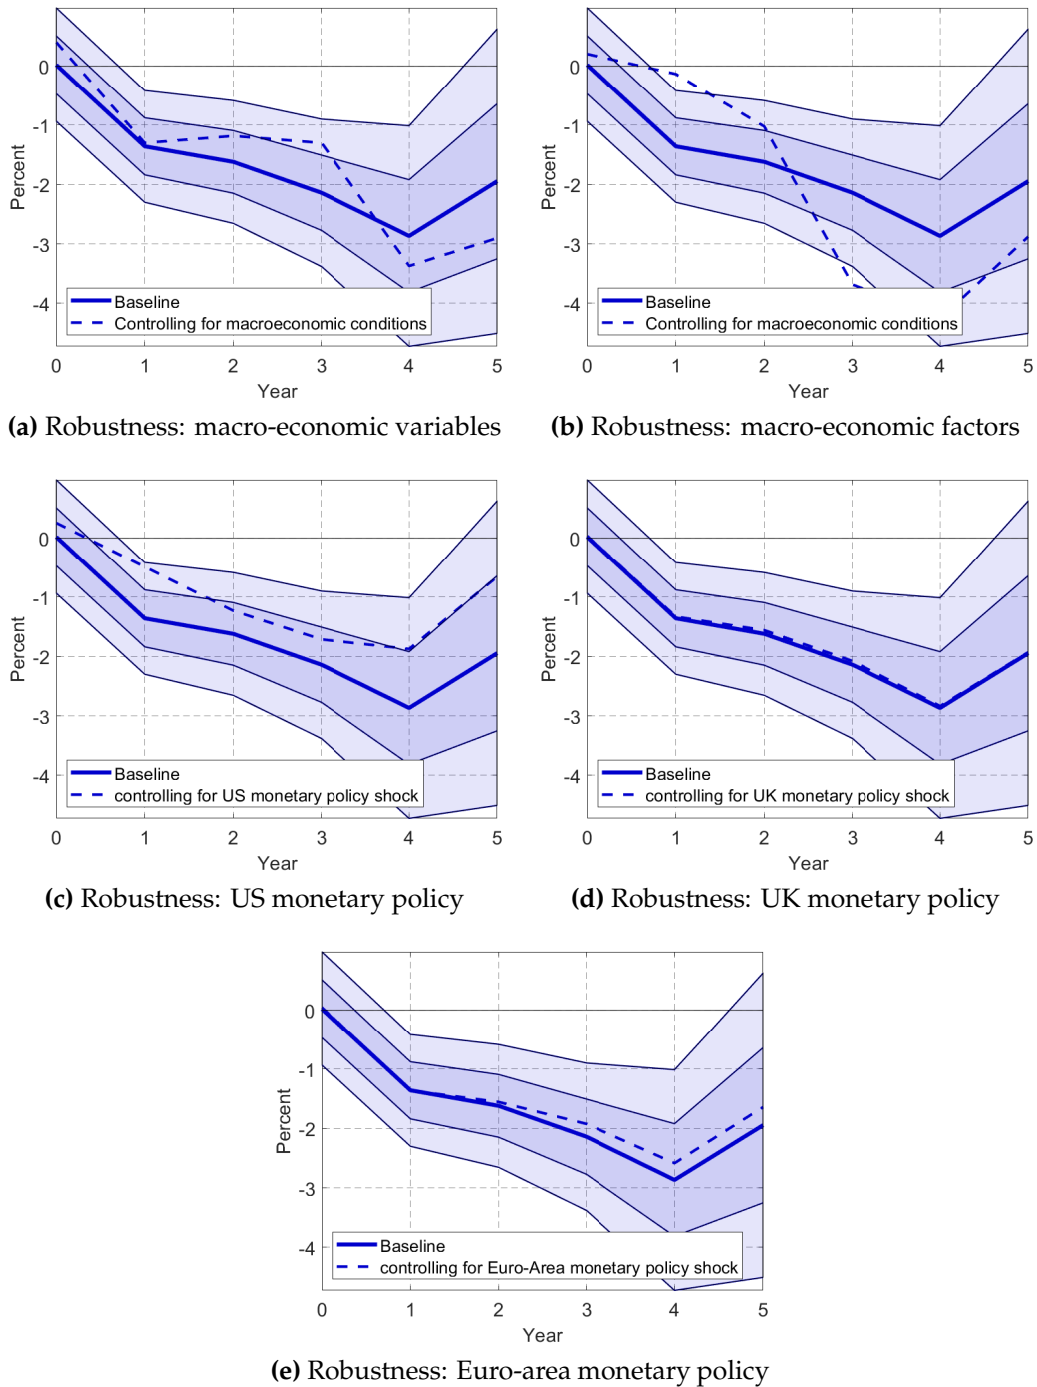 0
-1
-2
-3
-4
Percent
Baseline
Controlling for macroeconomic conditions
0 1 2 3 4 5
Year
(a) Robustness: macro-economic variables
0
-1
-2
-3
-4
Percent
Baseline
Controlling for macroeconomic conditions
0 1 2 3 4 5
Year
(b) Robustness: macro-economic factors
0
-1
-2
-3
-4
Percent
Baseline
controlling for US monetary policy shock
0 1 2 3 4 5
Year
(c) Robustness: US monetary policy
0
-1
-2
-3
-4
Percent
Baseline
controlling for UK monetary policy shock
0 1 2 3 4 5
Year
(d) Robustness: UK monetary policy
0
-1
-2
-3
-4
Percent
Baseline
controlling for Euro-Area monetary policy shock
0 1 2 3 4 5
Year
(e) Robustness: Euro-area monetary policy